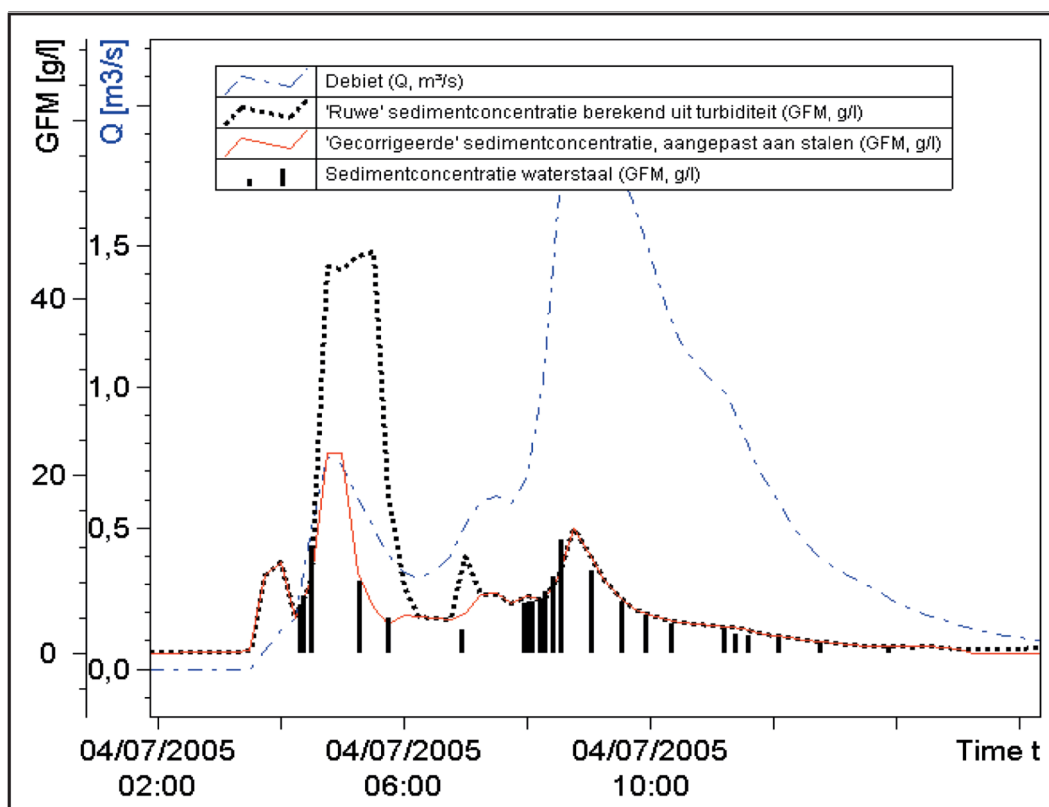 GFM [g/l]
Q [m3/s]
Debiet (Q, m³/s)
'Ruwe' sedimentconcentratie berekend uit turbiditeit (GFM, g/l)
'Gecorrigeerde' sedimentconcentratie, aangepast aan stalen (GFM, g/l)
Sedimentconcentratie waterstaal (GFM, g/l)
40
20
0
1,5
1,0
0,5
0,0
04/07/2005
02:00
04/07/2005
06:00
04/07/2005
10:00
Time t